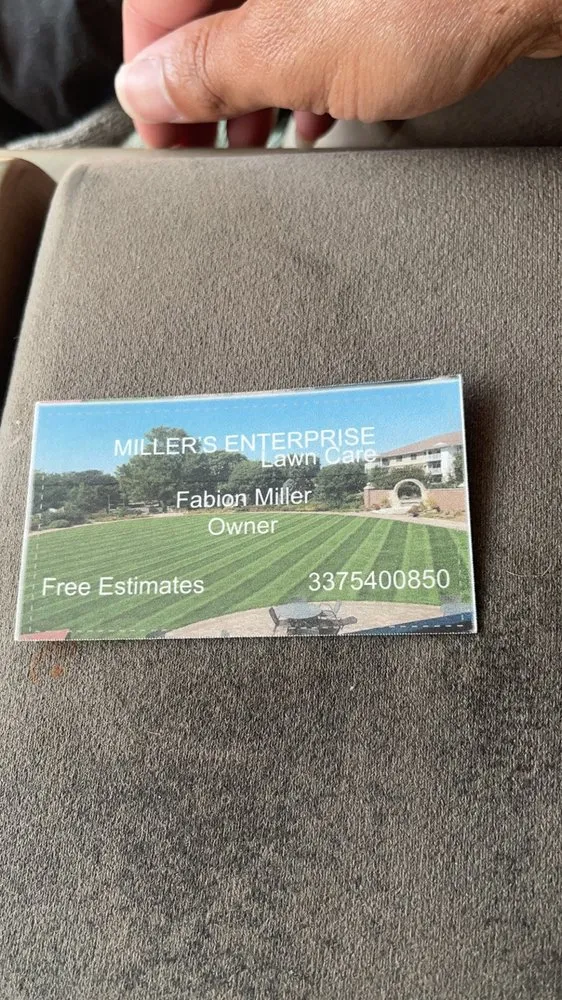 MILLER'S ENTERPRISE
Lawn Care
Fabion Miller
Owner
Free Estimates
3375400850